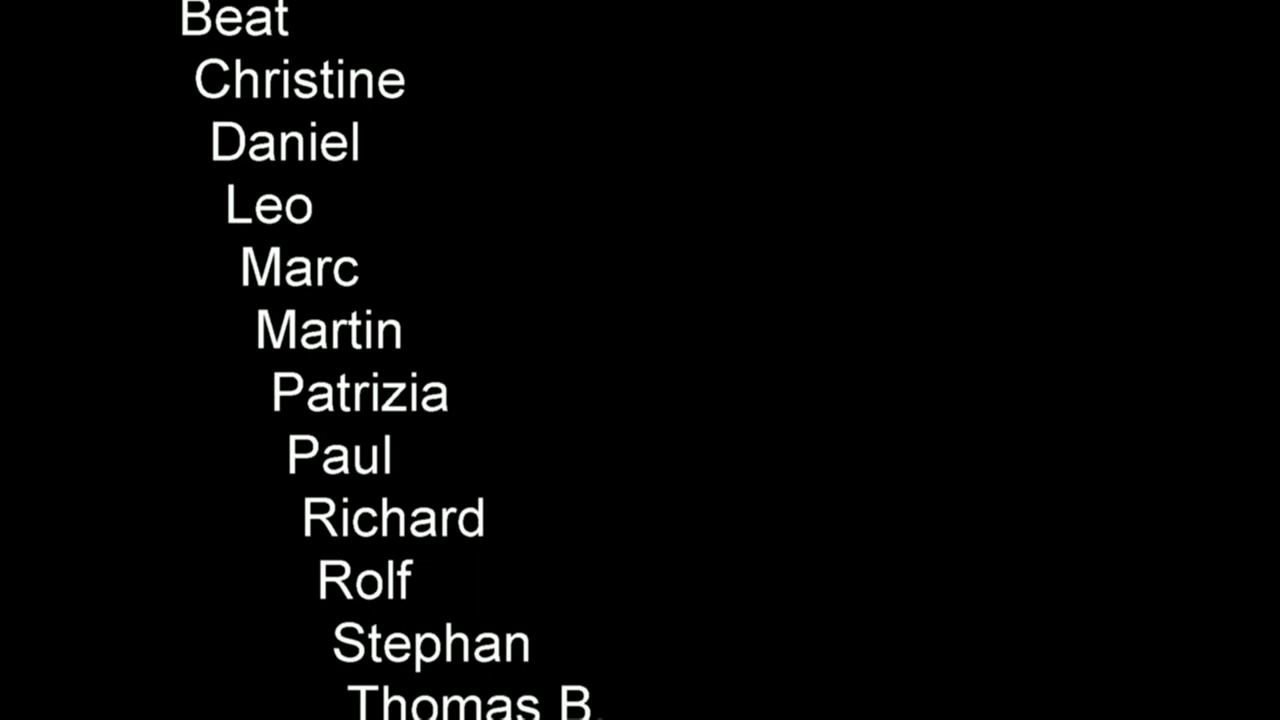 Beat
Christine
Daniel
Leo
Marc
Martin
Patrizia
Paul
Richard
Rolf
Stephan
Thomas B.